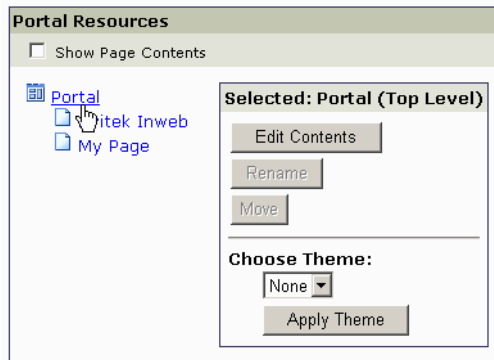 Portal Resources
Show Page Contents
Portal
Inweb
My Page
Selected: Portal (Top Level)
Edit Contents
Rename
Move
Choose Theme:
None
Apply Theme